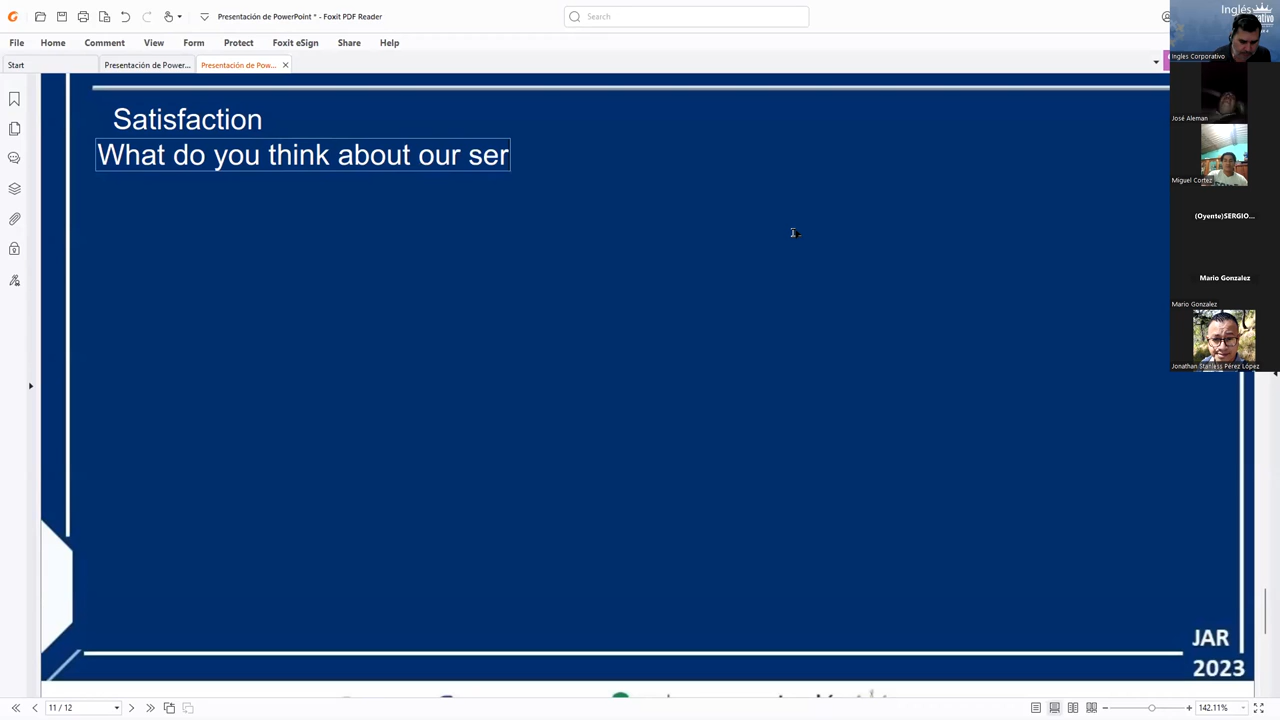 Presentación de PowerPoint * - Foxit PDF Reader
Search
File Home Comment View Form Protect Foxit eSign Share Help
Start
Presentación de Power...
Presentación de Pow...
Satisfaction
What do you think about our ser
JAR
2023
11 / 12
142.11%
Inglés
Ingles Corporativo
José Aleman
Miguel Cortez
(Oyente)SERGIO...
Mario Gonzalez
Mario Gonzalez
Jonathan Stanless Pérez López